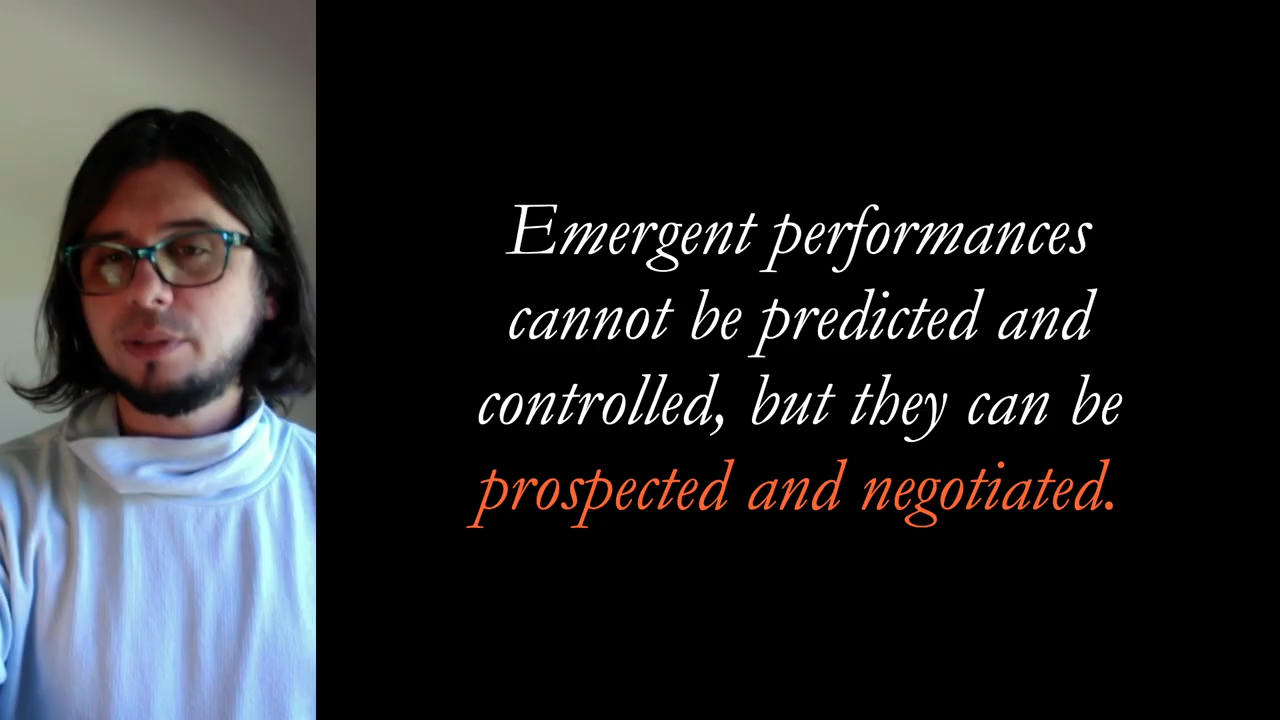 Emergent performances
cannot be predicted and
controlled, but they can be
prospected and negotiated.